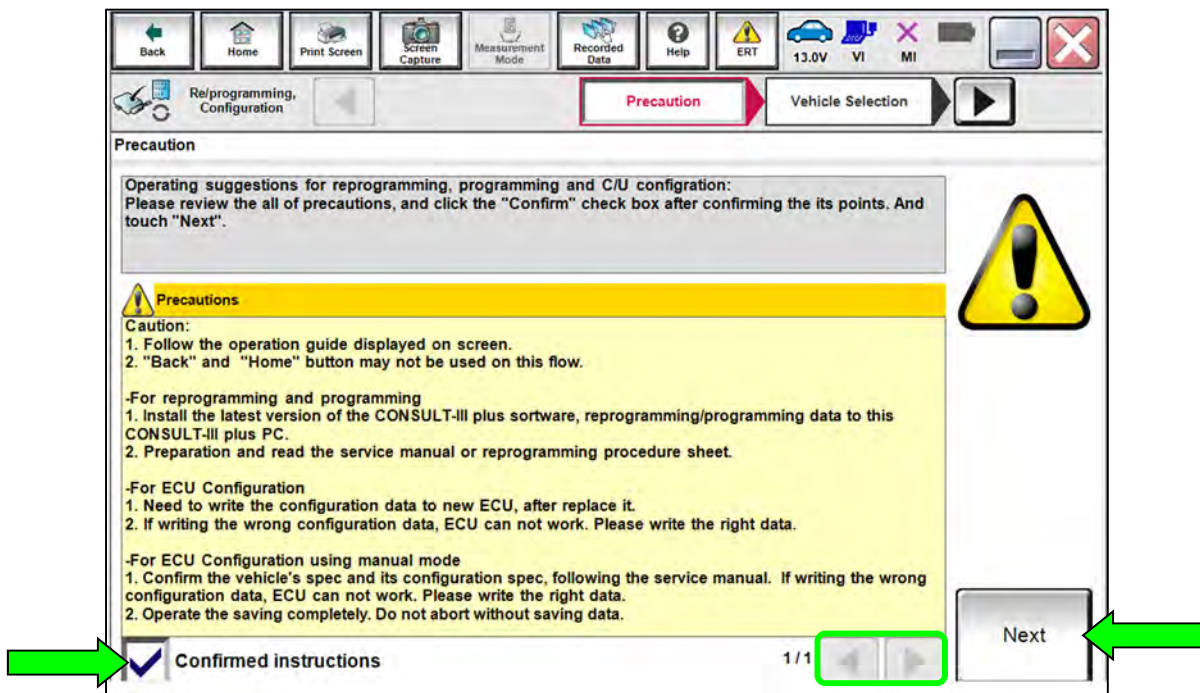 Back
Home
Print Screen
Screen Capture
Measurement Mode
Recorded Data
Help
ERT
13.0V
VI
MI
Re/programming,
Configuration
Precaution
Vehicle Selection
Precaution
Operating suggestions for reprogramming, programming and C/U configration:
Please review the all of precautions, and click the "Confirm" check box after confirming the its points. And
touch "Next".
Precautions
Caution:
1. Follow the operation guide displayed on screen.
2. "Back" and "Home" button may not be used on this flow.
-For reprogramming and programming
1. Install the latest version of the CONSULT-III plus sortware, reprogramming/programming data to this
CONSULT-III plus PC.
2. Preparation and read the service manual or reprogramming procedure sheet.
-For ECU Configuration
1. Need to write the configuration data to new ECU, after replace it.
2. If writing the wrong configuration data, ECU can not work. Please write the right data.
-For ECU Configuration using manual mode
1. Confirm the vehicle's spec and its configuration spec, following the service manual. If writing the wrong
configuration data, ECU can not work. Please write the right data.
2. Operate the saving completely. Do not abort without saving data.
Confirmed instructions
1/1
Next